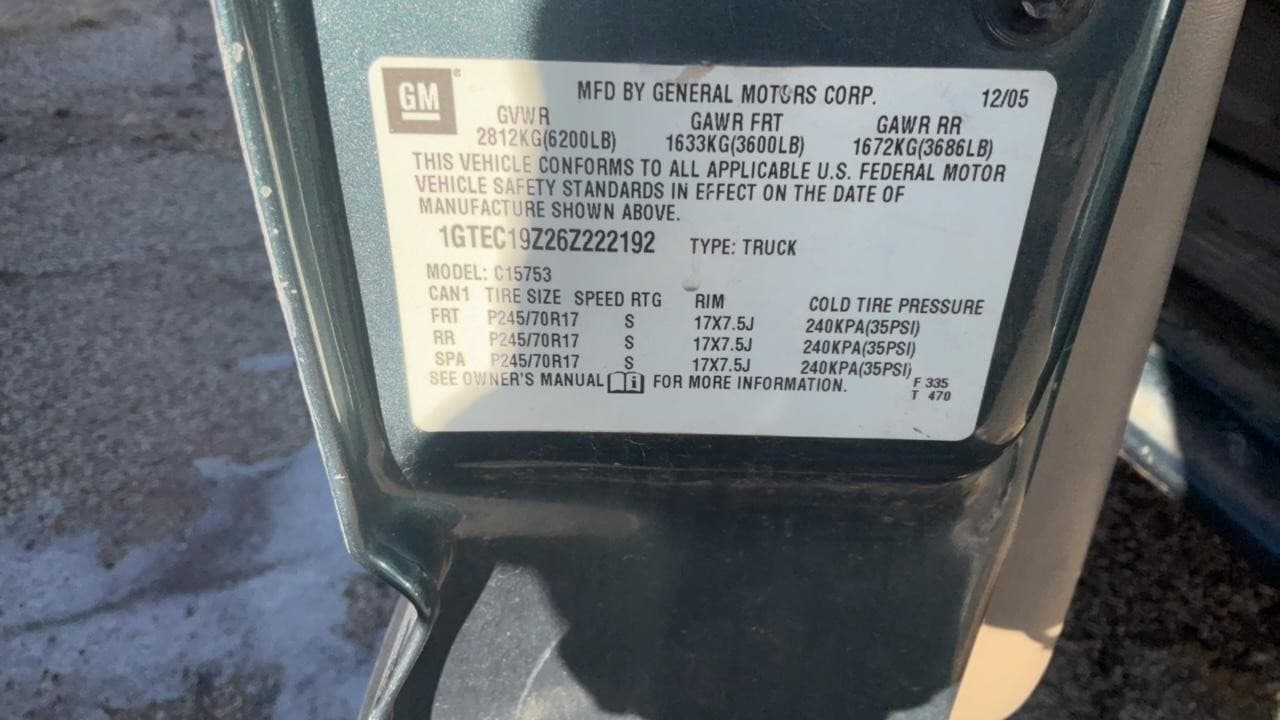 GM ®
MFD BY GENERAL MOTORS CORP. 12/05
GVWR GAWR FRT GAWR RR
2812KG(6200LB) 1633KG(3600LB) 1672KG(3686LB)
THIS VEHICLE CONFORMS TO ALL APPLICABLE U.S. FEDERAL MOTOR
VEHICLE SAFETY STANDARDS IN EFFECT ON THE DATE OF
MANUFACTURE SHOWN ABOVE.
1GTEC19Z26Z222192 TYPE: TRUCK
MODEL: C15753
CAN1 TIRE SIZE SPEED RTG RIM COLD TIRE PRESSURE
FRT P245/70R17 S 17X7.5J 240KPA(35PSI)
RR P245/70R17 S 17X7.5J 240KPA(35PSI)
SPA P245/70R17 S 17X7.5J 240KPA(35PSI)
SEE OWNER'S MANUAL FOR MORE INFORMATION. F 335
T 470